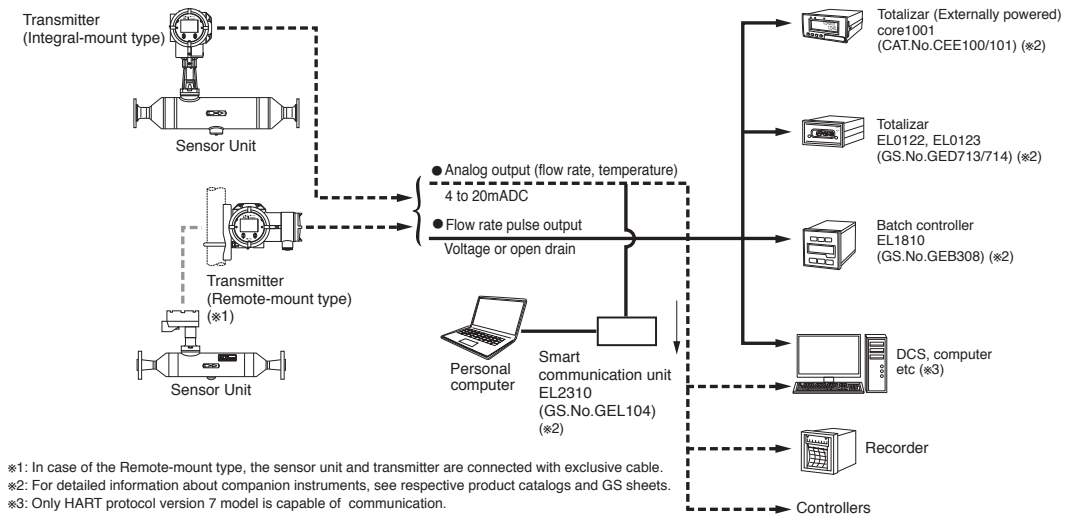 Transmitter
(Integral-mount type)
Sensor Unit
Transmitter
(Remote-mount type)
(※1)
Sensor Unit
● Analog output (flow rate, temperature)
4 to 20mADC
● Flow rate pulse output
Voltage or open drain
Personal
computer
Smart
communication unit
EL2310
(GS.No.GEL104)
(※2)
Totalizar (Externally powered)
core1001
(CAT.No.CEE100/101) (※2)
Totalizar
EL0122, EL0123
(GS.No.GED713/714) (※2)
Batch controller
EL1810
(GS.No.GEB308) (※2)
DCS, computer
etc (※3)
Recorder
Controllers
※1: In case of the Remote-mount type, the sensor unit and transmitter are connected with exclusive cable.
※2: For detailed information about companion instruments, see respective product catalogs and GS sheets.
※3: Only HART protocol version 7 model is capable of communication.